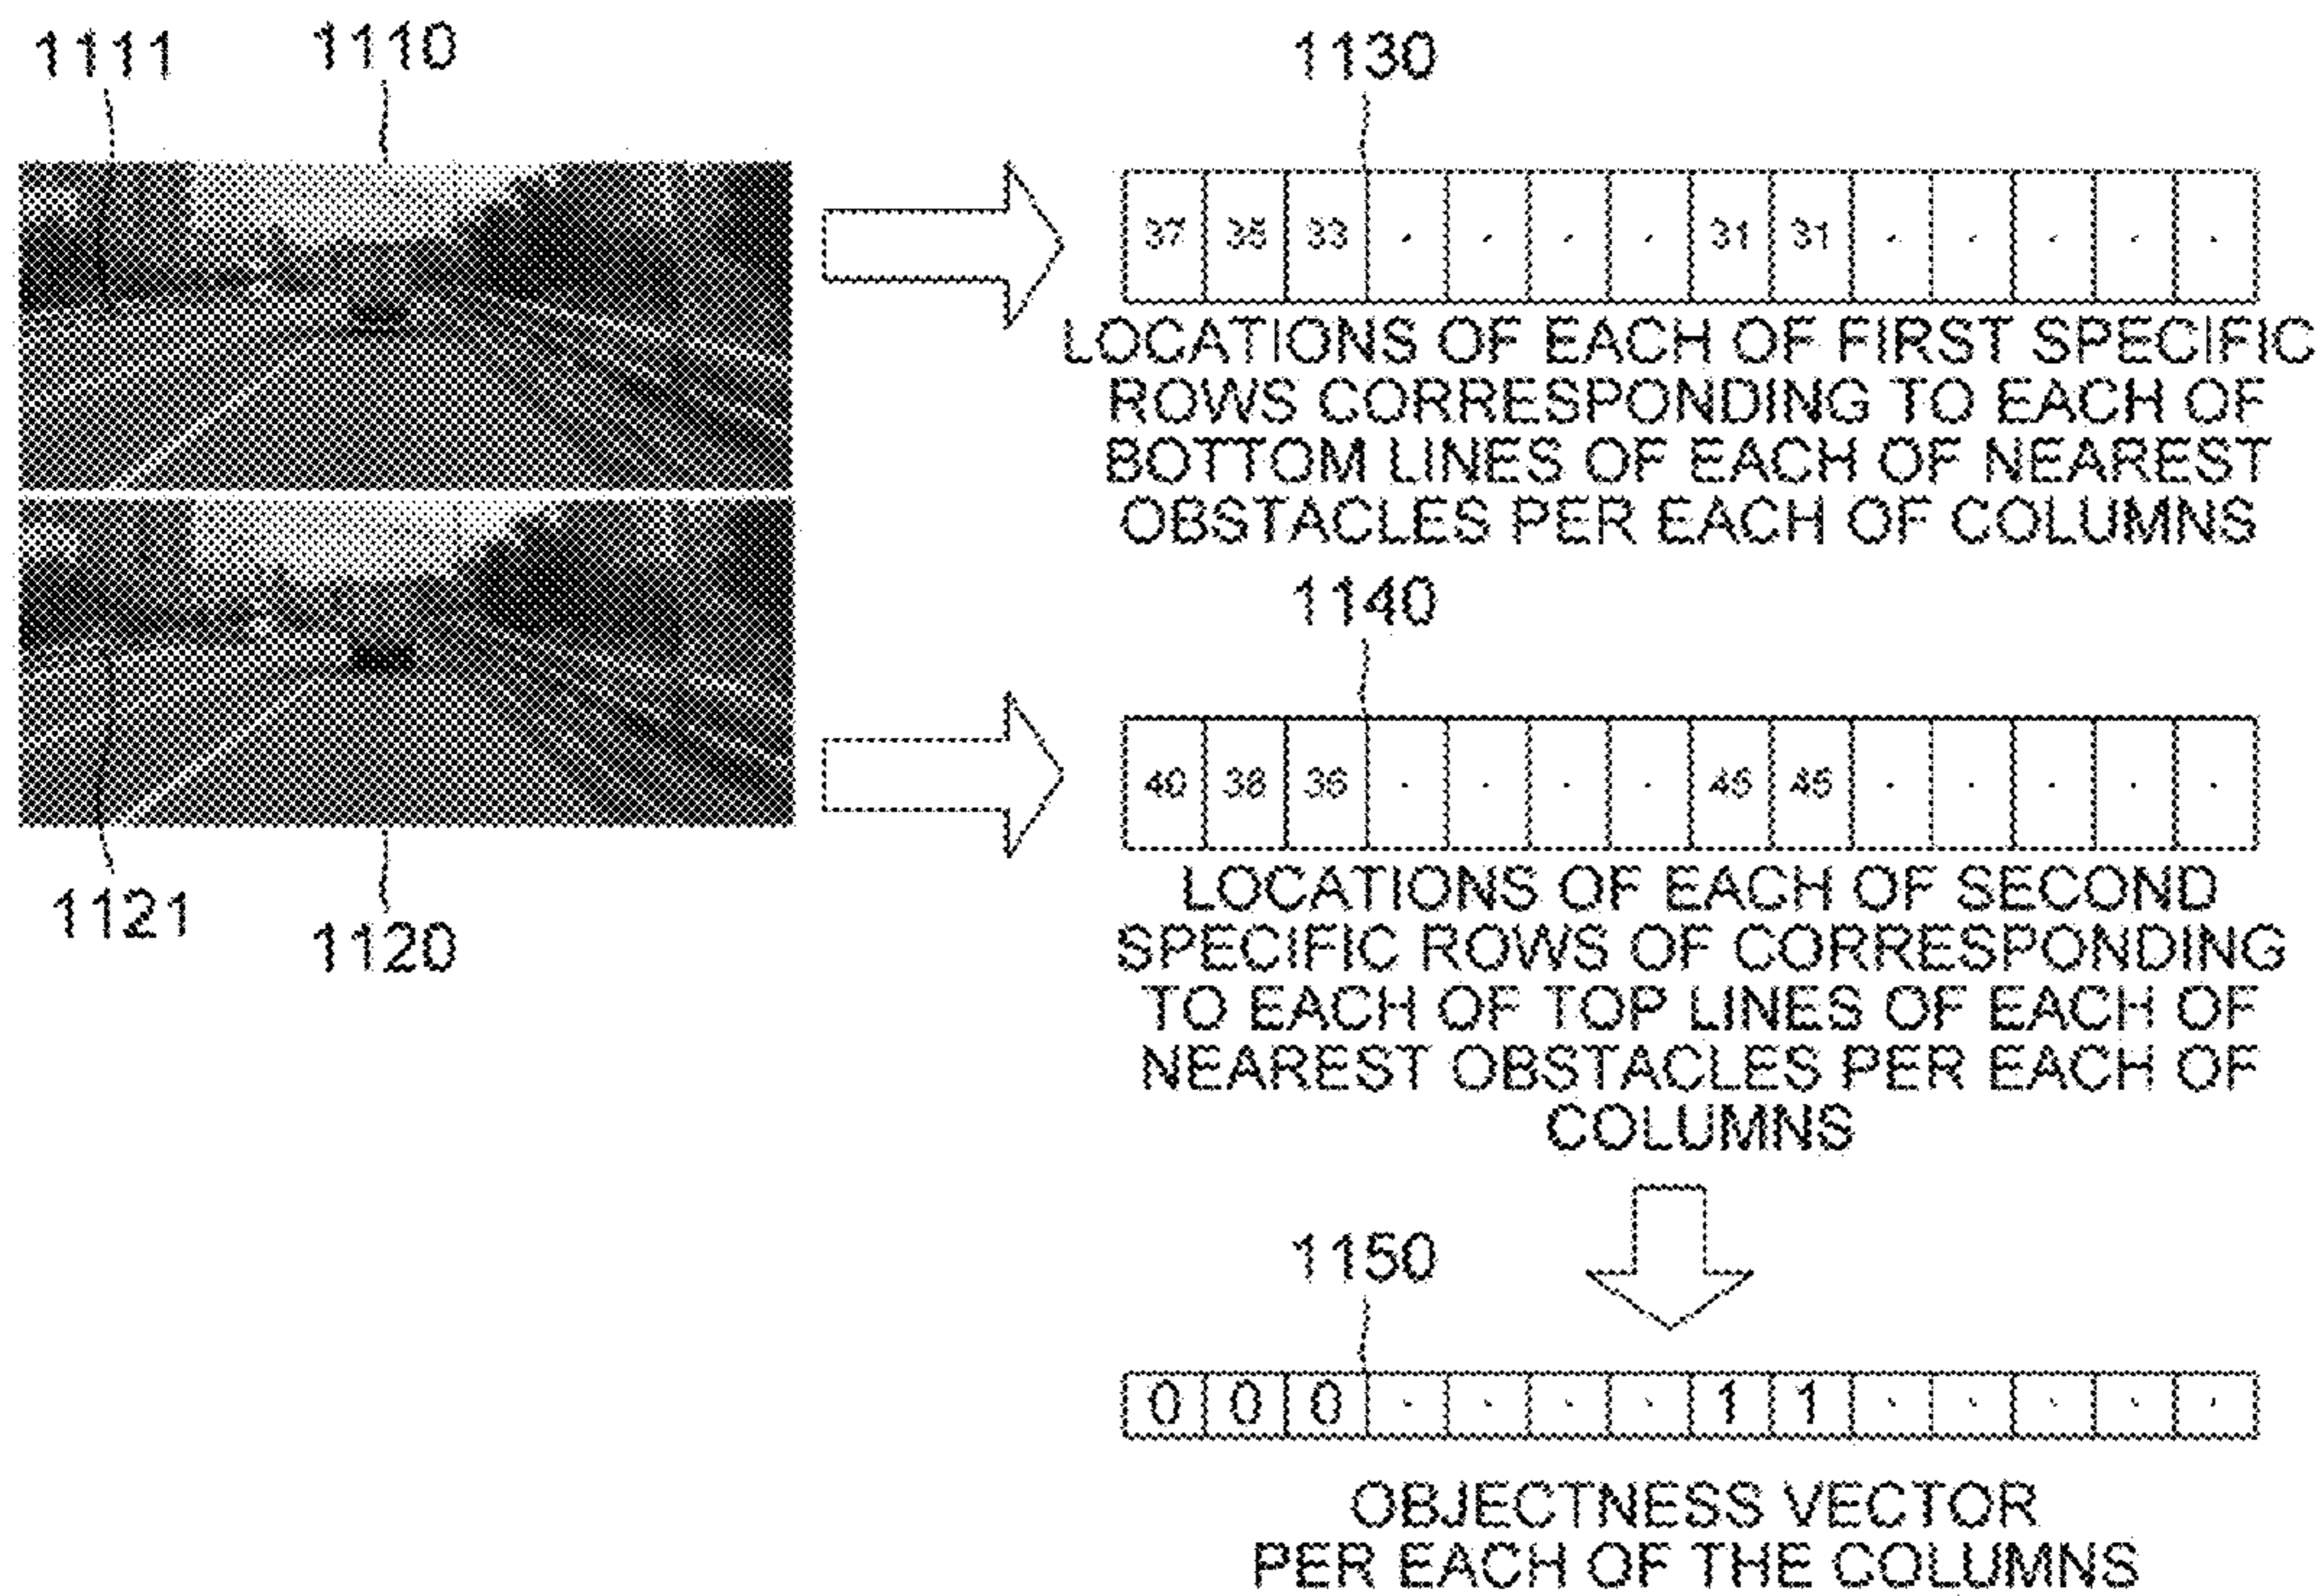 1111 1110 1130
37 35 33 . . . . 31 31 . . . . .
LOCATIONS OF EACH OF FIRST SPECIFIC
ROWS CORRESPONDING TO EACH OF
BOTTOM LINES OF EACH OF NEAREST
OBSTACLES PER EACH OF COLUMNS
1140
40 38 36 . . . . 45 45 . . . . .
1121 1120
LOCATIONS OF EACH OF SECOND
SPECIFIC ROWS OF CORRESPONDING
TO EACH OF TOP LINES OF EACH OF
NEAREST OBSTACLES PER EACH OF
COLUMNS
1150
0 0 0 . . . . 1 1 . . . . .
OBJECTNESS VECTOR
PER EACH OF THE COLUMNS